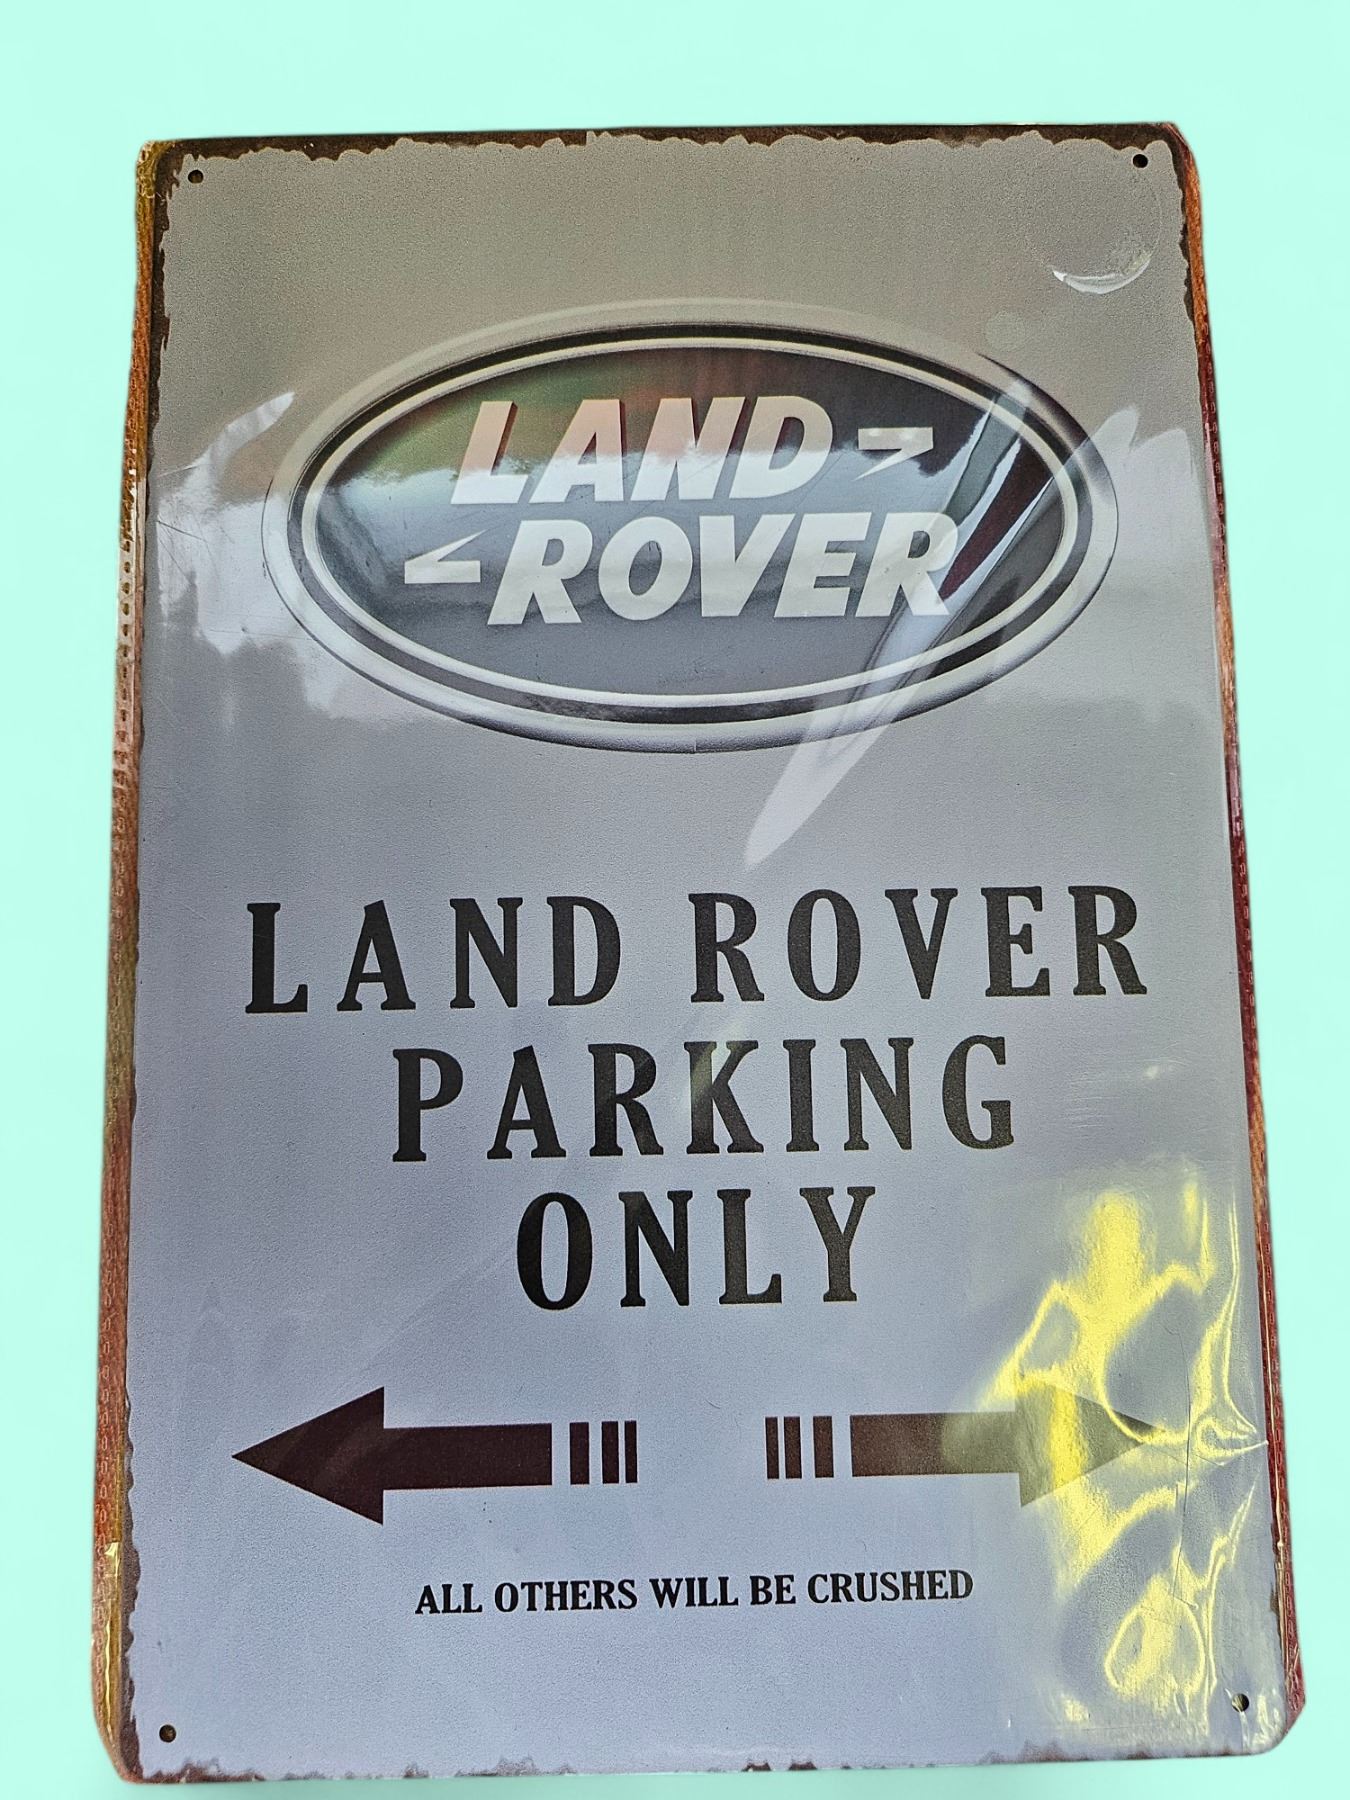 LAND
ROVER
LAND ROVER
PARKING
ONLY
ALL OTHERS WILL BE CRUSHED